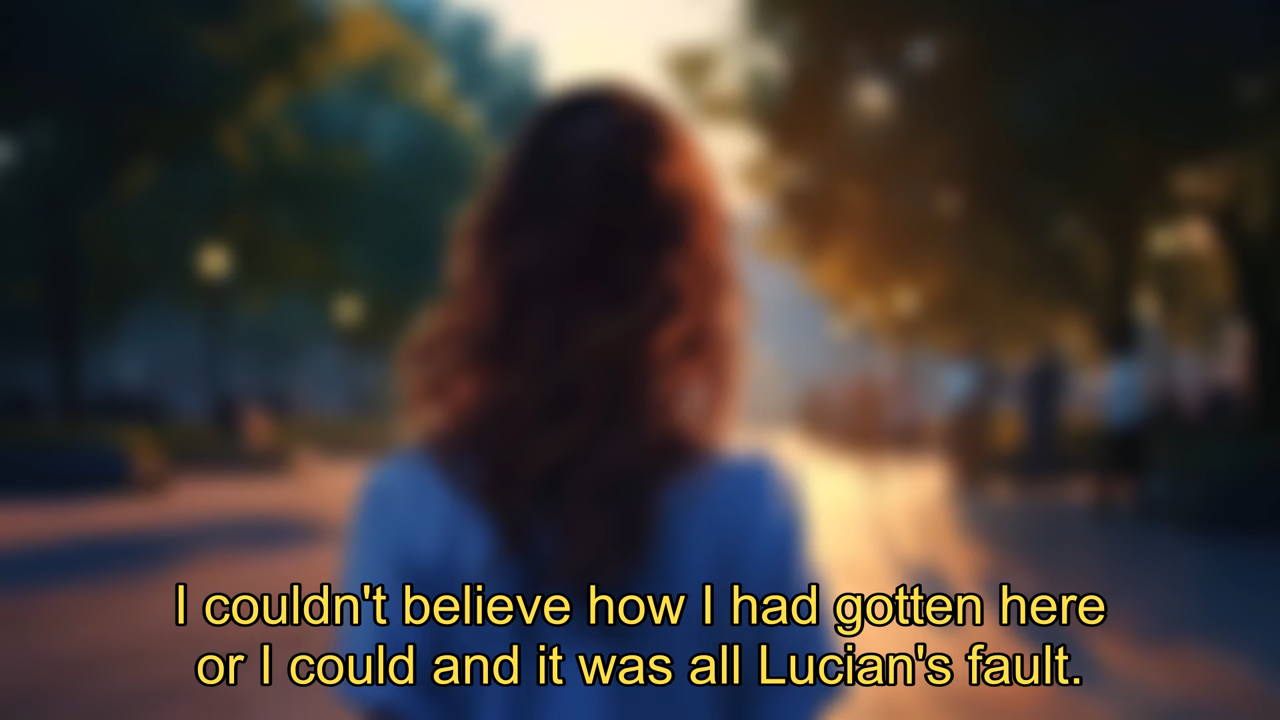 I couldn't believe how I had gotten here
or I could and it was all Lucian's fault.